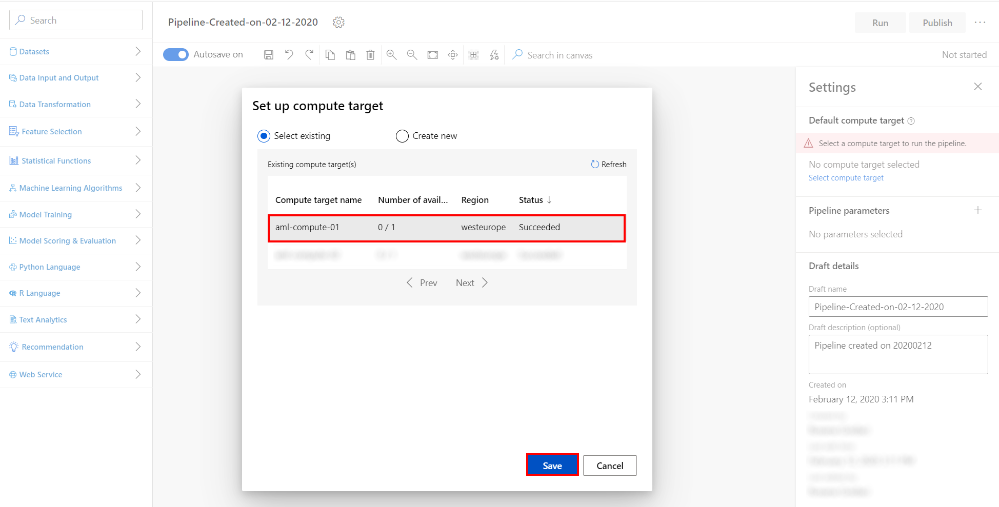 Search
Datasets
Data Input and Output
Data Transformation
Feature Selection
Statistical Functions
Machine Learning Algorithms
Model Training
Model Scoring & Evaluation
Python Language
R Language
Text Analytics
Recommendation
Web Service
Pipeline-Created-on-02-12-2020
Run
Publish
...
Autosave on
Search in canvas
Not started
Set up compute target
Select existing
Create new
Existing compute target(s)
Refresh
Compute target name Number of avail... Region Status
aml-compute-01 0 / 1 westeurope Succeeded
Prev
Next
Save
Cancel
Settings
Default compute target
Select a compute target to run the pipeline.
No compute target selected
Select compute target
Pipeline parameters
No parameters selected
Draft details
Draft name
Pipeline-Created-on-02-12-2020
Draft description (optional)
Pipeline created on 20200212
Created on
February 12, 2020 3:11 PM